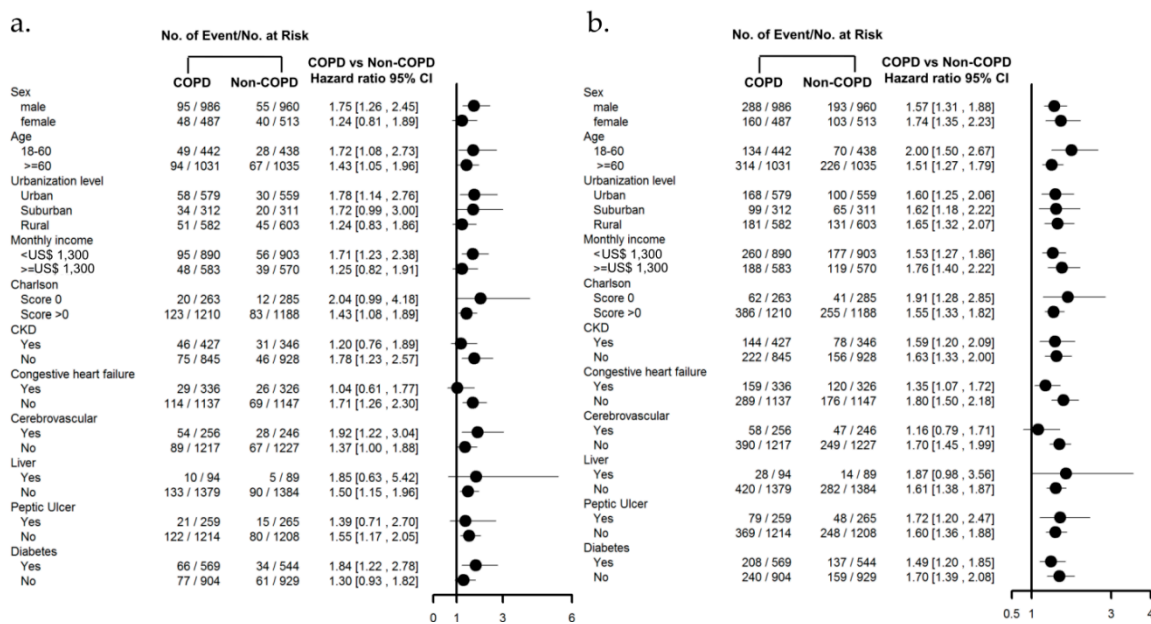 a.
No. of Event/No. at Risk
COPD vs Non-COPD
COPD Non-COPD Hazard ratio 95% CI
Sex
male 95 / 986 55 / 960 1.75 [1.26 , 2.45]
female 48 / 487 40 / 513 1.24 [0.81 , 1.89]
Age
18-60 49 / 442 28 / 438 1.72 [1.08 , 2.73]
>=60 94 / 1031 67 / 1035 1.43 [1.05 , 1.96]
Urbanization level
Urban 58 / 579 30 / 559 1.78 [1.14 , 2.76]
Suburban 34 / 312 20 / 311 1.72 [0.99 , 3.00]
Rural 51 / 582 45 / 603 1.24 [0.83 , 1.86]
Monthly income
<US$ 1,300 95 / 890 56 / 903 1.71 [1.23 , 2.38]
>=US$ 1,300 48 / 583 39 / 570 1.25 [0.82 , 1.91]
Charlson
Score 0 20 / 263 12 / 285 2.04 [0.99 , 4.18]
Score >0 123 / 1210 83 / 1188 1.43 [1.08 , 1.89]
CKD
Yes 46 / 427 31 / 346 1.20 [0.76 , 1.89]
No 75 / 845 46 / 928 1.78 [1.23 , 2.57]
Congestive heart failure
Yes 29 / 336 26 / 326 1.04 [0.61 , 1.77]
No 114 / 1137 69 / 1147 1.71 [1.26 , 2.30]
Cerebrovascular
Yes 54 / 256 28 / 246 1.92 [1.22 , 3.04]
No 89 / 1217 67 / 1227 1.37 [1.00 , 1.88]
Liver
Yes 10 / 94 5 / 89 1.85 [0.63 , 5.42]
No 133 / 1379 90 / 1384 1.50 [1.15 , 1.96]
Peptic Ulcer
Yes 21 / 259 15 / 265 1.39 [0.71 , 2.70]
No 122 / 1214 80 / 1208 1.55 [1.17 , 2.05]
Diabetes
Yes 66 / 569 34 / 544 1.84 [1.22 , 2.78]
No 77 / 904 61 / 929 1.30 [0.93 , 1.82]
0 1 2 3 4 6
b.
No. of Event/No. at Risk
COPD vs Non-COPD
COPD Non-COPD Hazard ratio 95% CI
Sex
male 288 / 986 193 / 960 1.57 [1.31 , 1.88]
female 160 / 487 103 / 513 1.74 [1.35 , 2.23]
Age
18-60 134 / 442 70 / 438 2.00 [1.50 , 2.67]
>=60 314 / 1031 226 / 1035 1.51 [1.27 , 1.79]
Urbanization level
Urban 168 / 579 100 / 559 1.60 [1.25 , 2.06]
Suburban 99 / 312 65 / 311 1.62 [1.18 , 2.22]
Rural 181 / 582 131 / 603 1.65 [1.32 , 2.07]
Monthly income
<US$ 1,300 260 / 890 177 / 903 1.53 [1.27 , 1.86]
>=US$ 1,300 188 / 583 119 / 570 1.76 [1.40 , 2.22]
Charlson
Score 0 62 / 263 41 / 285 1.91 [1.28 , 2.85]
Score >0 386 / 1210 255 / 1188 1.55 [1.33 , 1.82]
CKD
Yes 144 / 427 78 / 346 1.59 [1.20 , 2.09]
No 222 / 845 156 / 928 1.63 [1.33 , 2.00]
Congestive heart failure
Yes 159 / 336 120 / 326 1.35 [1.07 , 1.72]
No 289 / 1137 176 / 1147 1.80 [1.50 , 2.18]
Cerebrovascular
Yes 58 / 256 47 / 246 1.16 [0.79 , 1.71]
No 390 / 1217 249 / 1227 1.70 [1.45 , 1.99]
Liver
Yes 28 / 94 14 / 89 1.87 [0.98 , 3.56]
No 420 / 1379 282 / 1384 1.61 [1.38 , 1.87]
Peptic Ulcer
Yes 79 / 259 48 / 265 1.72 [1.20 , 2.47]
No 369 / 1214 248 / 1208 1.60 [1.36 , 1.88]
Diabetes
Yes 208 / 569 137 / 544 1.49 [1.20 , 1.85]
No 240 / 904 159 / 929 1.70 [1.39 , 2.08]
0.5 1 3 4